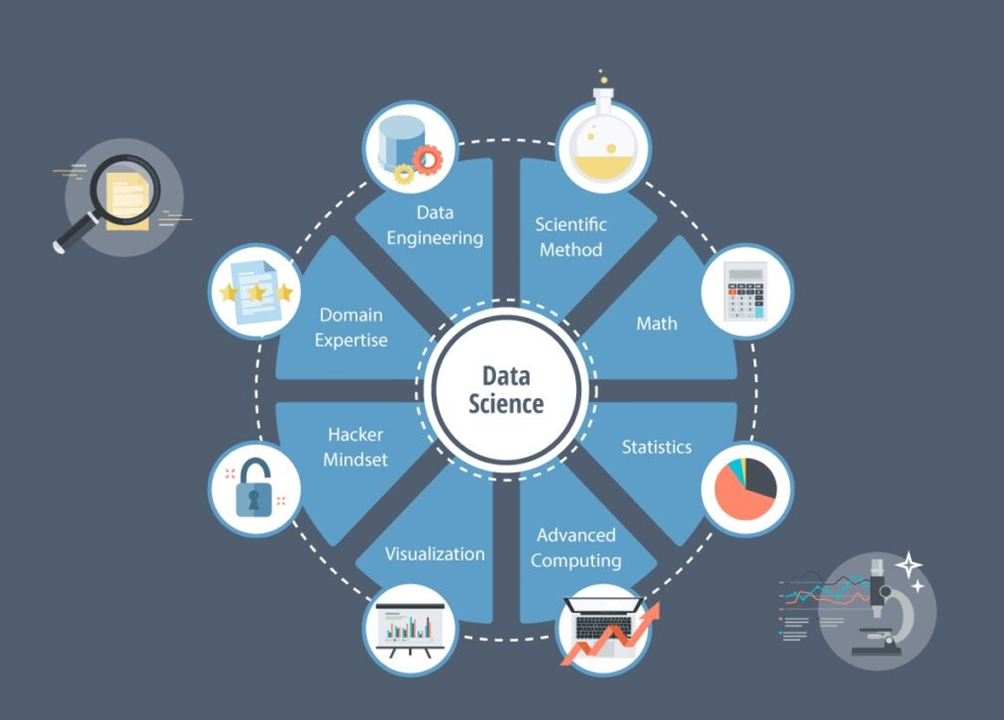 Data
Engineering
Scientific
Method
Domain
Expertise
Math
Data
Science
Hacker
Mindset
Statistics
Visualization
Advanced
Computing